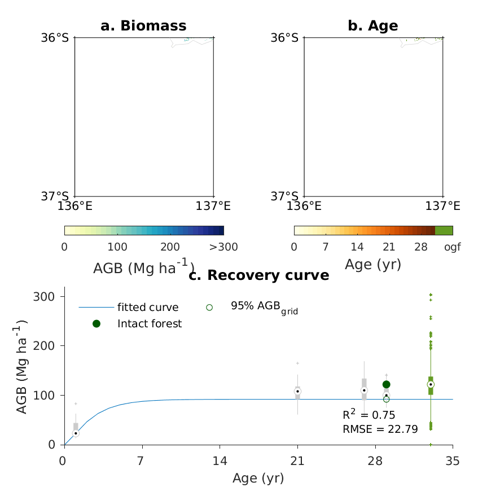 a. Biomass
b. Age
36°S
36°S
37°S
37°S
136°E
137°E
136°E
137°E
0
100
200
>300
0
7
14
21
28
ogf
AGB (Mg ha⁻¹)
Age (yr)
c. Recovery curve
300
200
100
0
AGB (Mg ha⁻¹)
fitted curve
95% AGB_grid
Intact forest
R² = 0.75
RMSE = 22.79
0
7
14
21
28
35
Age (yr)